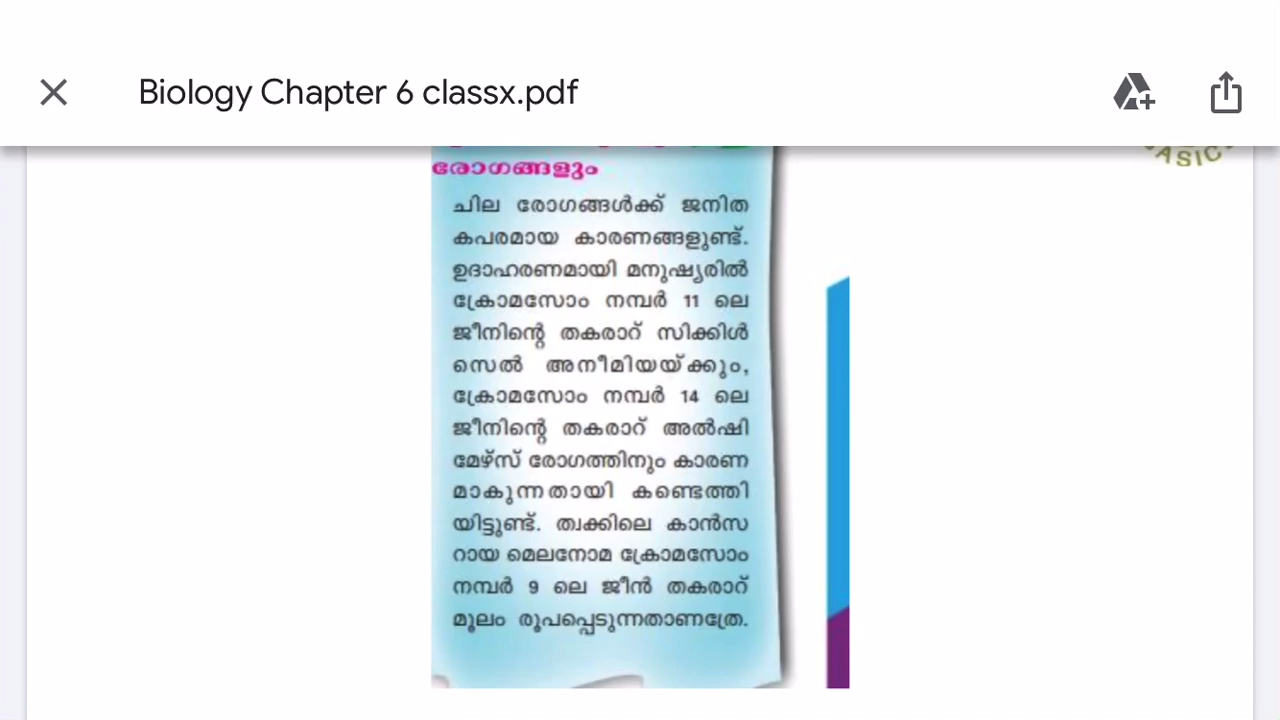 Biology Chapter 6 classx.pdf
രോഗങ്ങളും
ചില രോഗങ്ങൾക്ക് ജനിത
കപരമായ കാരണങ്ങളുണ്ട്.
ഉദാഹരണമായി മനുഷ്യരിൽ
ക്രോമസോം നമ്പർ 11 ലെ
ജീനിന്റെ തകരാറ് സിക്കിൾ
സെൽ അനീമിയയ്ക്കും,
ക്രോമസോം നമ്പർ 14 ലെ
ജീനിന്റെ തകരാറ് അൽഷി
മേഴ്സ് രോഗത്തിനും കാരണ
മാകുന്നതായി കണ്ടെത്തി
യിട്ടുണ്ട്. ത്വക്കിലെ കാൻസ
റായ മെലനോമ ക്രോമസോം
നമ്പർ 9 ലെ ജീൻ തകരാറ്
മൂലം രൂപപ്പെടുന്നതാണത്രേ.